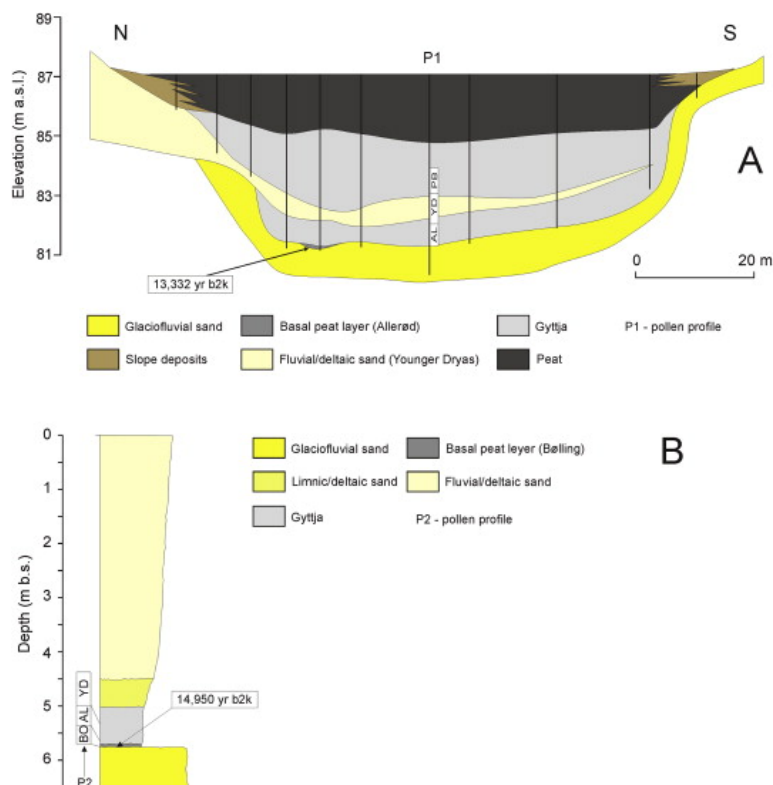 N
S
P1
A
Elevation (m a.s.l.)
89
87
85
83
81
AL YD PB
13,332 yr b2k
0 20 m
Glaciofluvial sand
Basal peat layer (Allerød)
Gyttja
P1 - pollen profile
Slope deposits
Fluvial/deltaic sand (Younger Dryas)
Peat
B
Depth (m b.s.)
0
1
2
3
4
5
6
Glaciofluvial sand
Basal peat leyer (Bølling)
Limnic/deltaic sand
Fluvial/deltaic sand
Gyttja
P2 - pollen profile
BO AL YD
14,950 yr b2k
P2